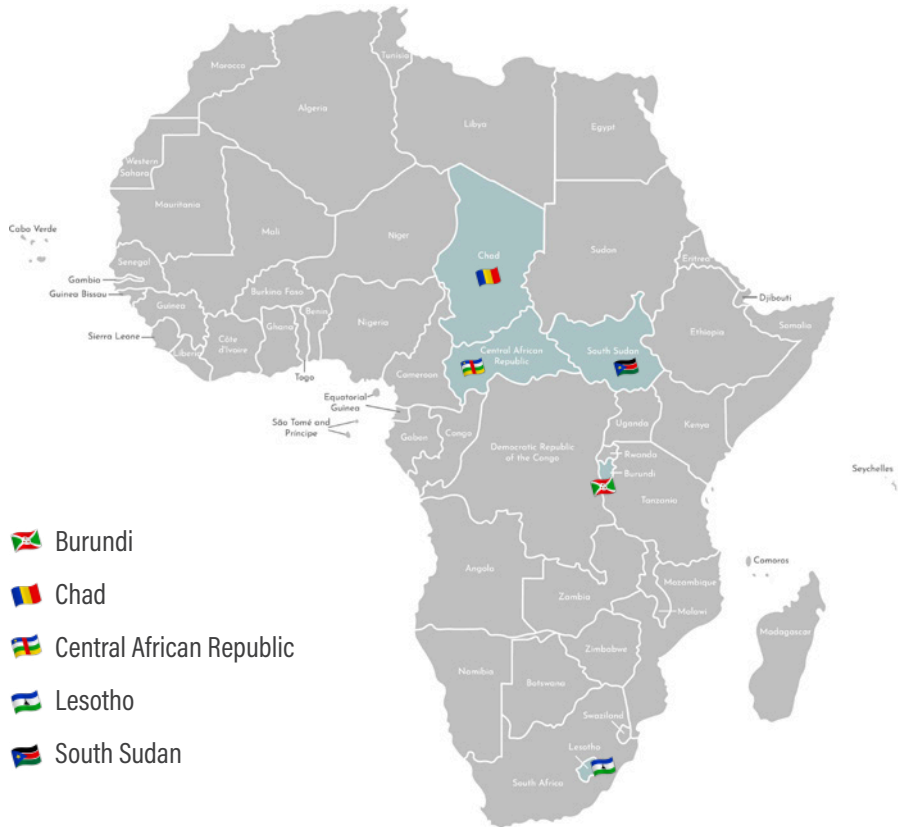 Tunisia
Morocco
Algeria
Libya
Egypt
Western
Sahara
Mauritania
Mali
Niger
Chad
Sudan
Eritrea
Cabo Verde
Senegal
Gambia
Guinea Bissau
Guinea
Sierra Leone
Liberia
Côte
d'Ivoire
Burkina Faso
Ghana
Togo
Benin
Nigeria
Cameroon
Central African
Republic
South Sudan
Ethiopia
Djibouti
Somalia
Equatorial
Guinea
São Tomé and
Príncipe
Gabon
Congo
Democratic Republic
of the Congo
Uganda
Kenya
Rwanda
Burundi
Tanzania
Seychelles
Comoros
Angola
Zambia
Mozambique
Malawi
Madagascar
Zimbabwe
Namibia
Botswana
Swaziland
Lesotho
South Africa
Burundi
Chad
Central African Republic
Lesotho
South Sudan